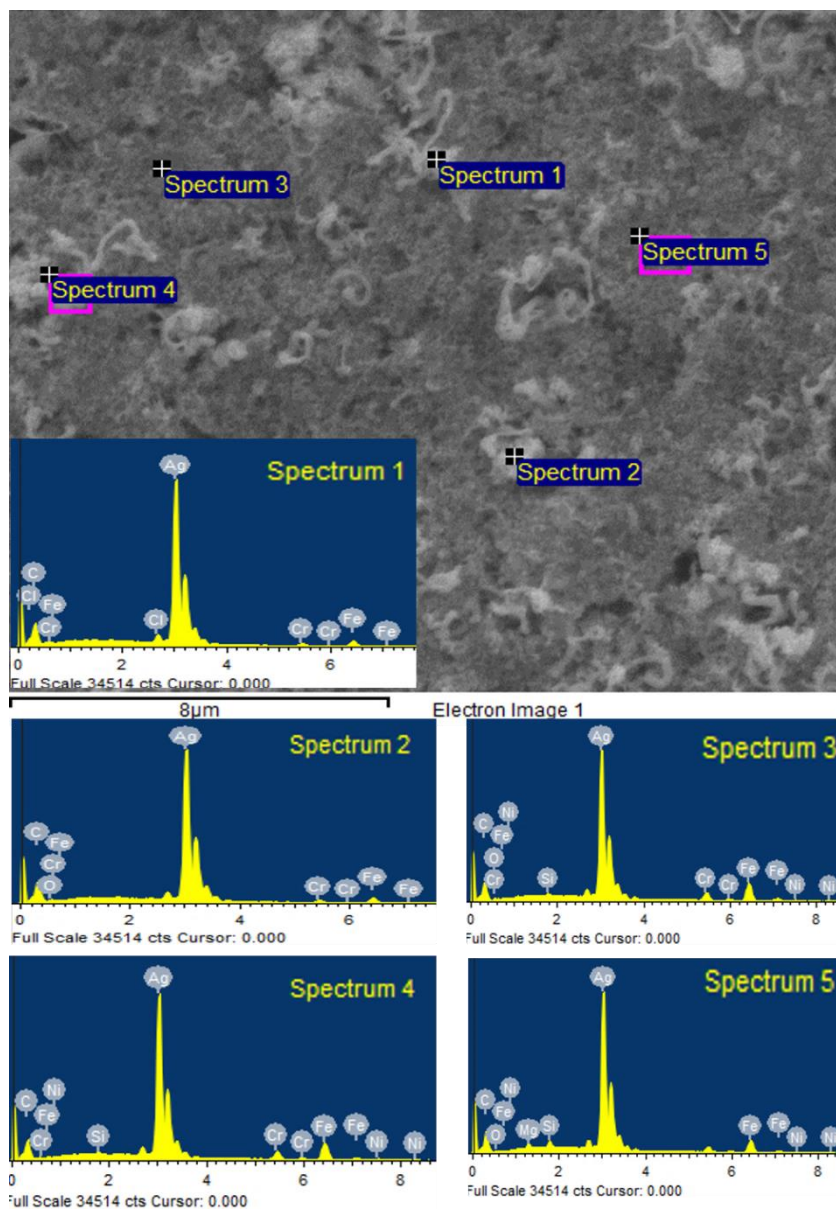 Spectrum 3
Spectrum 1
Spectrum 5
Spectrum 4
Spectrum 2
Spectrum 1
Ag
C
Cl Fe
Cr Cl Cr Cr Fe Fe
0 2 4 6
Full Scale 34514 cts Cursor: 0.000
8µm Electron Image 1
Spectrum 2
Ag
C Fe
Cr
O Cr Cr Fe Fe
0 2 4 6
Full Scale 34514 cts Cursor: 0.000
Spectrum 3
Ag
Ni
C Fe
O
Cr Si Cr Cr Fe Fe Ni Ni
0 2 4 6 8
Full Scale 34514 cts Cursor: 0.000
Spectrum 4
Ag
Ni
C Fe
Cr Si Cr Cr Fe Fe Ni Ni
0 2 4 6 8
Full Scale 34514 cts Cursor: 0.000
Spectrum 5
Ag
Ni
C Fe
O Mg Si Fe Fe Ni Ni
0 2 4 6 8
Full Scale 34514 cts Cursor: 0.000